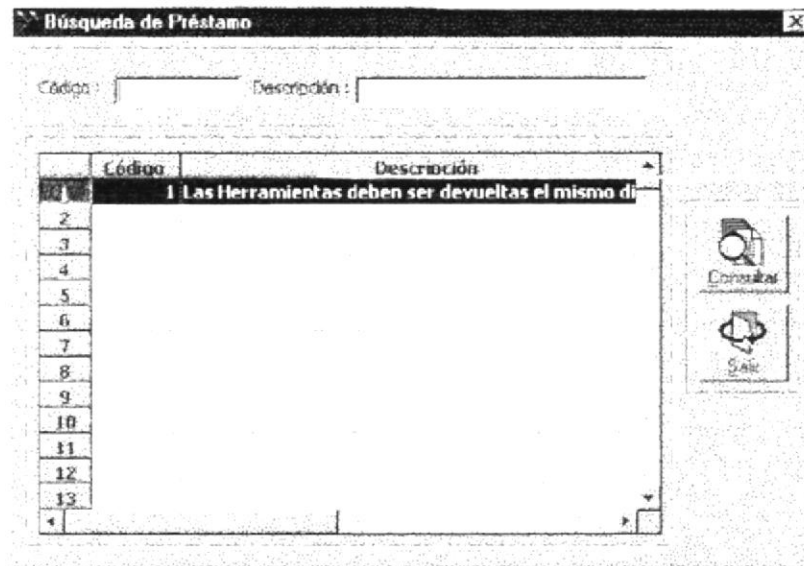 Búsqueda de Préstamo
Código : Descripción :
Código Descripción
1 1 Las Herramientas deben ser devueltas el mismo di
2
3
4
5
6
7
8
9
10
11
12
13
Consultar
Salir